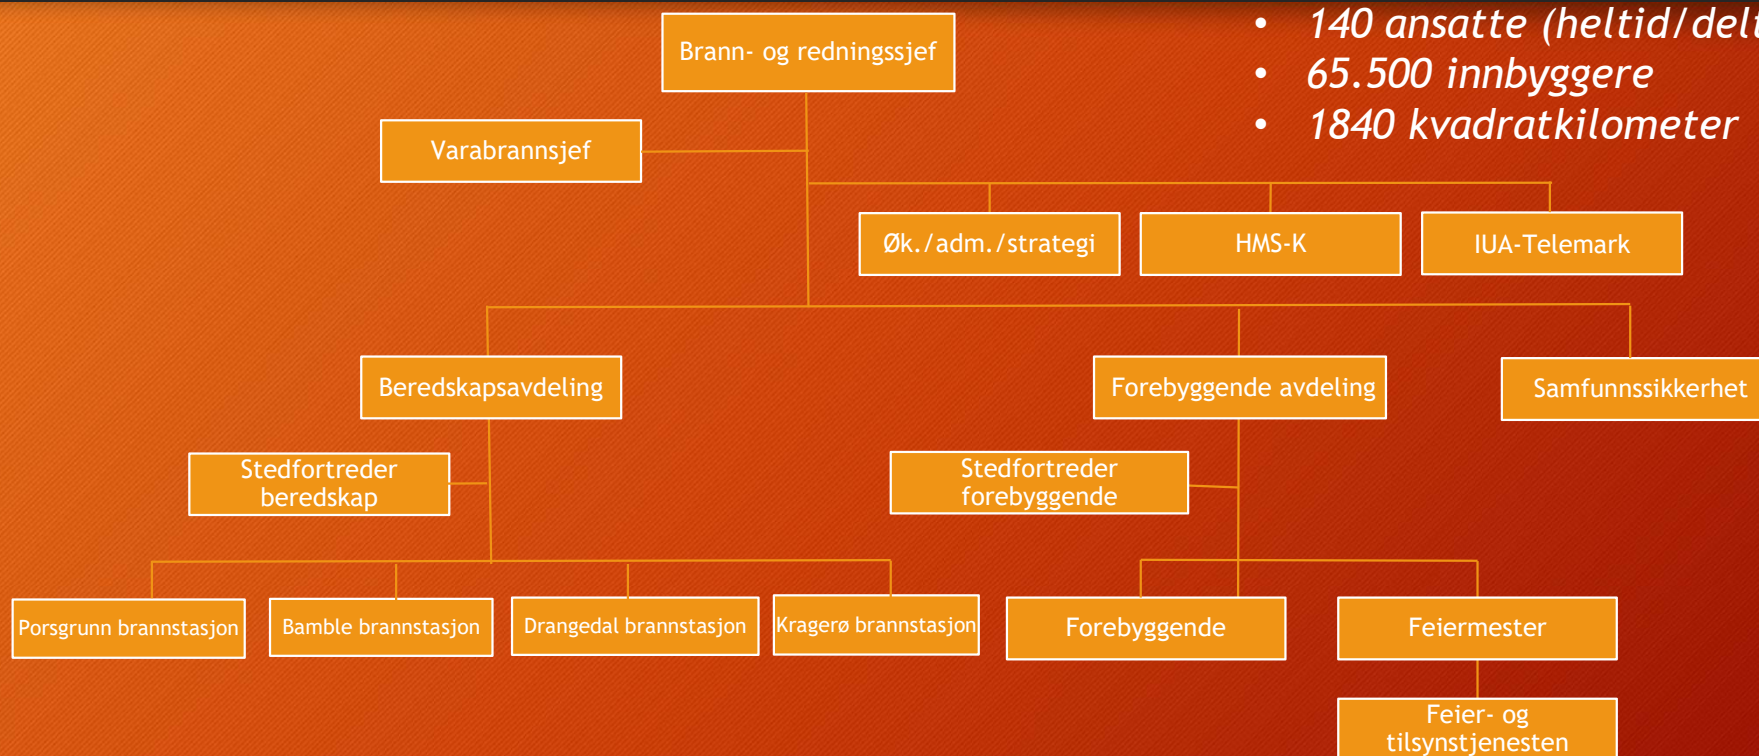 • 140 ansatte (heltid/delt
• 65.500 innbyggere
• 1840 kvadratkilometer
Brann- og redningssjef
Varabrannsjef
Øk./adm./strategi
HMS-K
IUA-Telemark
Beredskapsavdeling
Forebyggende avdeling
Samfunnssikkerhet
Stedfortreder
beredskap
Stedfortreder
forebyggende
Porsgrunn brannstasjon
Bamble brannstasjon
Drangedal brannstasjon
Kragerø brannstasjon
Forebyggende
Feiermester
Feier- og
tilsynstjenesten